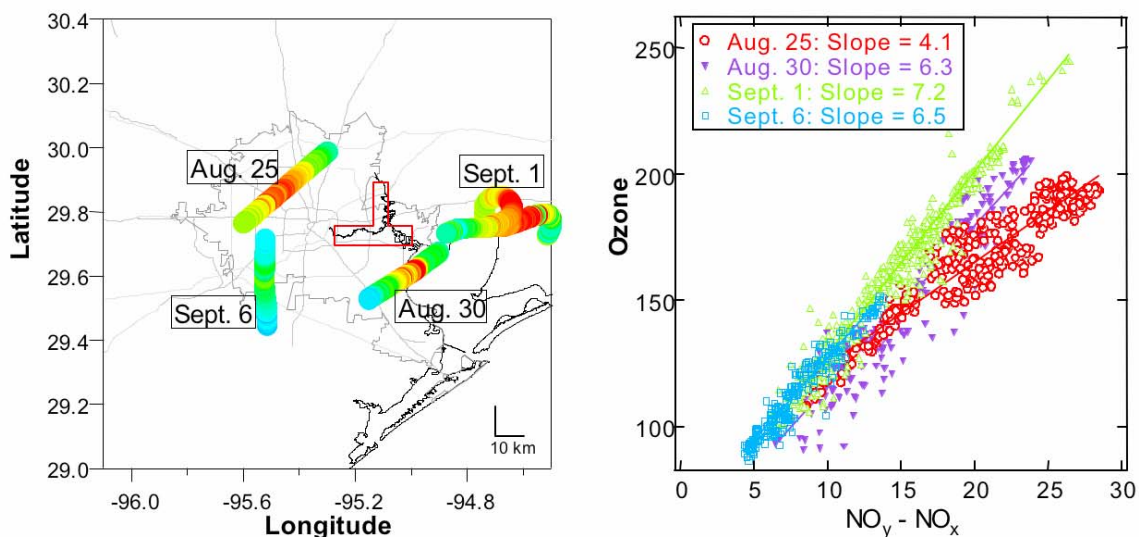 30.4
30.2
30.0
29.8
29.6
29.4
29.2
29.0
Latitude
Aug. 25
Sept. 1
Sept. 6
Aug. 30
10 km
-96.0
-95.6
-95.2
-94.8
Longitude
250
200
150
100
Ozone
Aug. 25: Slope = 4.1
Aug. 30: Slope = 6.3
Sept. 1: Slope = 7.2
Sept. 6: Slope = 6.5
0
5
10
15
20
25
30
NOy - NOx